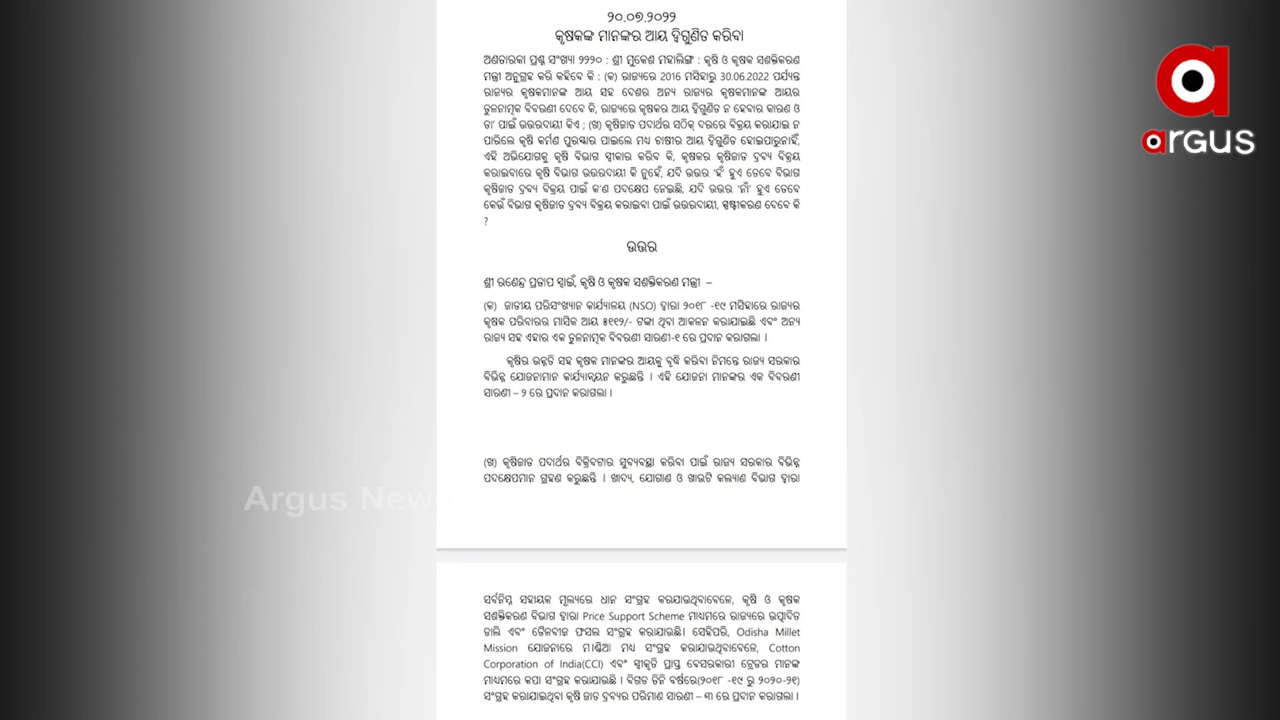 ୨୦.୦୭.୨୦୨୨
କୃଷକଙ୍କ ମାନଙ୍କର ଆୟ ଦ୍ୱିଗୁଣିତ କରିବା
ଅଣତାରକା ପ୍ରଶ୍ନ ସଂଖ୍ୟା ୨୨୨୦ : ଶ୍ରୀ ମୁକେଶ ମହାଲିଙ୍ଗ : କୃଷି ଓ କୃଷକ ସଶକ୍ତିକରଣ
ମନ୍ତ୍ରୀ ଅନୁଗ୍ରହ କରି କହିବେ କି : (କ) ରାଜ୍ୟରେ 2016 ମସିହାରୁ 30.06.2022 ପର୍ଯ୍ୟନ୍ତ
ରାଜ୍ୟର କୃଷକମାନଙ୍କ ଆୟ ସହ ଦେଶର ଅନ୍ୟ ରାଜ୍ୟର କୃଷକମାନଙ୍କ ଆୟର
ତୁଳନାତ୍ମକ ବିବରଣୀ ଦେବେ କି, ରାଜ୍ୟରେ କୃଷକର ଆୟ ଦ୍ୱିଗୁଣିତ ନ ହେବାର କାରଣ ଓ
ତା' ପାଇଁ ଉତ୍ତରଦାୟୀ କିଏ ; (ଖ) କୃଷିଜାତ ପଦାର୍ଥର ସଠିକ୍ ଦରରେ ବିକ୍ରୟ କରାଯାଇ ନ
ପାରିଲେ କୃଷି କର୍ମଣ ପୁରଷ୍କାର ପାଇଲେ ମଧ୍ୟ ଚାଷୀର ଆୟ ଦ୍ୱିଗୁଣିତ ହୋଇପାରୁନାହିଁ,
ଏହି ଅଭିଯୋଗକୁ କୃଷି ବିଭାଗ ସ୍ୱୀକାର କରିବ କି, କୃଷକର କୃଷିଜାତ ଦ୍ରବ୍ୟ ବିକ୍ରୟ
କରାଇବାରେ କୃଷି ବିଭାଗ ଉତ୍ତରଦାୟୀ କି ନୁହେଁ, ଯଦି ଉତ୍ତର 'ହଁ' ହୁଏ ତେବେ ବିଭାଗ
କୃଷିଜାତ ଦ୍ରବ୍ୟ ବିକ୍ରୟ ପାଇଁ କ'ଣ ପଦକ୍ଷେପ ନେଇଛି, ଯଦି ଉତ୍ତର 'ନାଁ' ହୁଏ ତେବେ
କେଉଁ ବିଭାଗ କୃଷିଜାତ ଦ୍ରବ୍ୟ ବିକ୍ରୟ କରାଇବା ପାଇଁ ଉତ୍ତରଦାୟୀ, ସ୍ପଷ୍ଟୀକରଣ ଦେବେ କି
?
ଉତ୍ତର
ଶ୍ରୀ ରଣେନ୍ଦ୍ର ପ୍ରତାପ ସ୍ୱାଇଁ, କୃଷି ଓ କୃଷକ ସଶକ୍ତିକରଣ ମନ୍ତ୍ରୀ –
(କ) ଜାତୀୟ ପରିସଂଖ୍ୟାନ କାର୍ଯ୍ୟାଳୟ (NSO) ଦ୍ୱାରା ୨୦୧୮ -୧୯ ମସିହାରେ ରାଜ୍ୟର
କୃଷକ ପରିବାରର ମାସିକ ଆୟ ୫୧୧୨/- ଟଙ୍କା ଥିବା ଆକଳନ କରାଯାଇଛି ଏବଂ ଅନ୍ୟ
ରାଜ୍ୟ ସହ ଏହାର ଏକ ତୁଳନାତ୍ମକ ବିବରଣୀ ସାରଣୀ-୧ ରେ ପ୍ରଦାନ କରାଗଲା ।
କୃଷିର ଉନ୍ନତି ସହ କୃଷକ ମାନଙ୍କର ଆୟକୁ ବୃଦ୍ଧି କରିବା ନିମନ୍ତେ ରାଜ୍ୟ ସରକାର
ବିଭିନ୍ନ ଯୋଜନାମାନ କାର୍ଯ୍ୟାନ୍ୱୟନ କରୁଛନ୍ତି । ଏହି ଯୋଜନା ମାନଙ୍କର ଏକ ବିବରଣୀ
ସାରଣୀ – ୨ ରେ ପ୍ରଦାନ କରାଗଲା ।
(ଖ) କୃଷିଜାତ ପଦାର୍ଥର ବିକ୍ରିବଟାର ସୁବ୍ୟବସ୍ଥା କରିବା ପାଇଁ ରାଜ୍ୟ ସରକାର ବିଭିନ୍ନ
ପଦକ୍ଷେପମାନ ଗ୍ରହଣ କରୁଛନ୍ତି । ଖାଦ୍ୟ, ଯୋଗାଣ ଓ ଖାଉଟି କଲ୍ୟାଣ ବିଭାଗ ଦ୍ୱାରା
ସର୍ବନିମ୍ନ ସହାୟକ ମୂଲ୍ୟରେ ଧାନ ସଂଗ୍ରହ କରଯାଉଥିବାବେଳେ, କୃଷି ଓ କୃଷକ
ସଶକ୍ତିକରଣ ବିଭାଗ ଦ୍ୱାରା Price Support Scheme ମାଧ୍ୟମରେ ରାଜ୍ୟରେ ଉତ୍ପାଦିତ
ଡାଲି ଏବଂ ତୈଳବୀଜ ଫସଲ ସଂଗ୍ରହ କରାଯାଉଛି। ସେହିପରି, Odisha Millet
Mission ଯୋଜନାରେ ମାଣ୍ଡିଆ ମଧ୍ୟ ସଂଗ୍ରହ କରାଯାଉଥିବାବେଳେ, Cotton
Corporation of India(CCI) ଏବଂ ସ୍ୱୀକୃତି ପ୍ରାପ୍ତ ବେସରକାରୀ ଟ୍ରେଡର ମାନଙ୍କ
ମାଧ୍ୟମରେ କପା ସଂଗ୍ରହ କରାଯାଉଛି । ବିଗତ ତିନି ବର୍ଷରେ(୨୦୧୮ -୧୯ ରୁ ୨୦୨୦-୨୧)
ସଂଗ୍ରହ କରାଯାଇଥିବା କୃଷି ଜାତ ଦ୍ରବ୍ୟର ପରିମାଣ ସାରଣୀ – ୩ ରେ ପ୍ରଦାନ କରାଗଲା ।
argus
Argus News